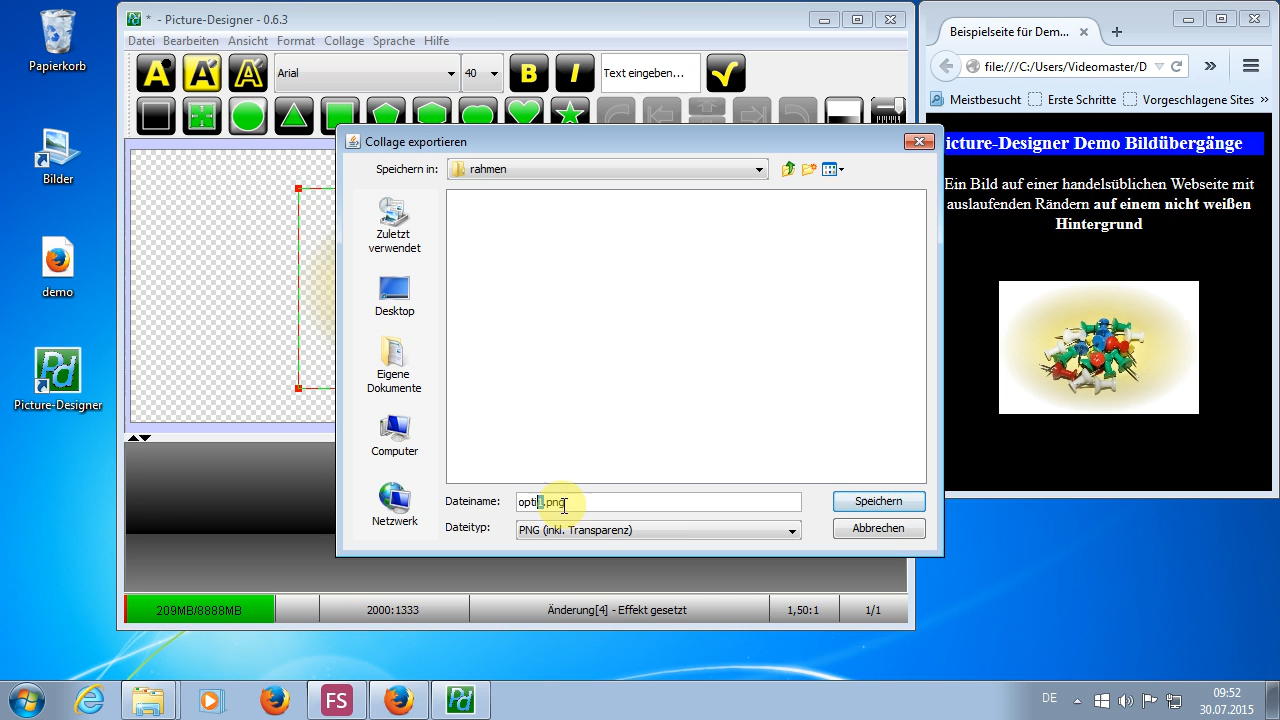 Papierkorb
Bilder
demo
Picture-Designer
Pd
* - Picture-Designer - 0.6.3
Datei Bearbeiten Ansicht Format Collage Sprache Hilfe
A A A Arial 40 B I Text eingeben...
Collage exportieren
Speichern in: rahmen
Zuletzt
verwendet
Desktop
Eigene
Dokumente
Computer
Netzwerk
Dateityp: PNG (inkl. Transparenz)
Dateiname:
Speichern
Abbrechen
209MB/8888MB 2000:1333 Änderung[4] - Effekt gesetzt 1,50:1 1/1
Beispielseite für Dem...
file:///C:/Users/Videomaster/D
Meistbesucht Erste Schritte Vorgeschlagene Sites
icture-Designer Demo Bildübergänge
Ein Bild auf einer handelsüblichen Webseite mit
auslaufenden Rändern auf einem nicht weißen
Hintergrund
FS
Pd
DE
09:52
30.07.2015